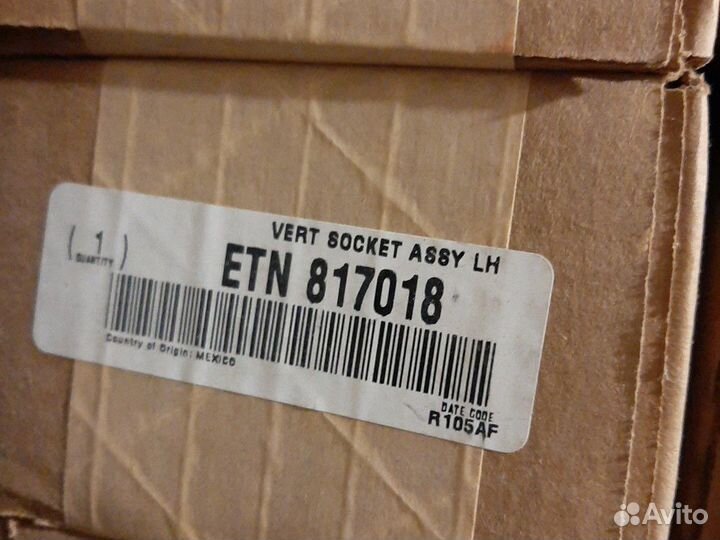 ( 1 )
QUANTITY
VERT SOCKET ASSY LH
ETN 817018
Country of Origin: MEXICO
DATE CODE
R105AF
Avito